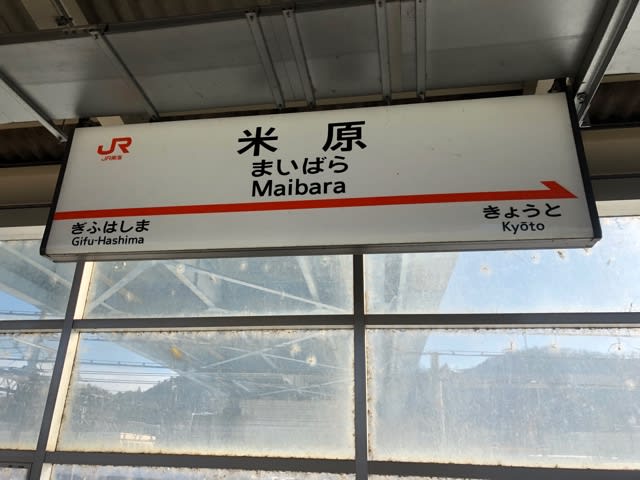 JR
JR東海
米原
まいばら
Maibara
ぎふはしま
Gifu-Hashima
きょうと
Kyōto